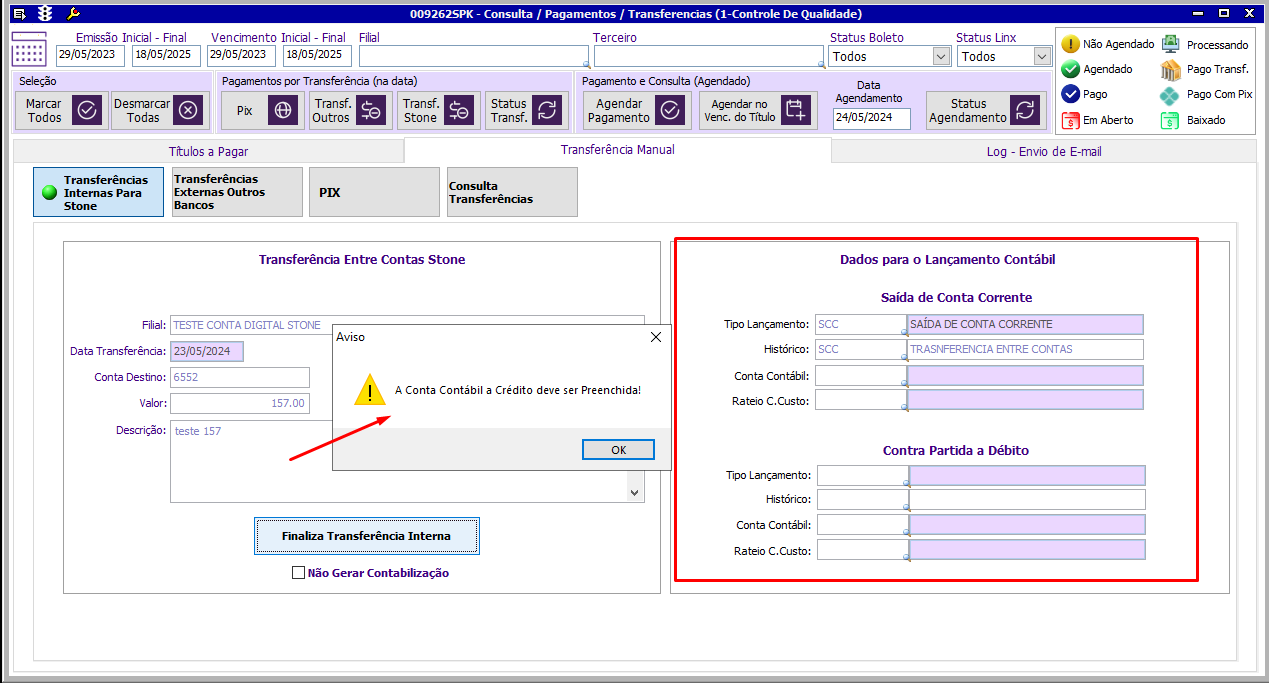 009262SPK - Consulta / Pagamentos / Transferencias (1-Controle De Qualidade)
Emissão Inicial - Final
Vencimento Inicial - Final
Filial
Terceiro
Status Boleto
Status Linx
29/05/2023
18/05/2025
29/05/2023
18/05/2025
Todos
Todos
Não Agendado
Processando
Agendado
Pago Transf.
Pago
Pago Com Pix
Em Aberto
Baixado
Seleção
Marcar
Todos
Desmarcar
Todas
Pagamentos por Transferência (na data)
Pix
Transf.
Outros
Transf.
Stone
Status
Transf.
Pagamento e Consulta (Agendado)
Agendar
Pagamento
Agendar no
Venc. do Título
Data
Agendamento
24/05/2024
Status
Agendamento
Títulos a Pagar
Transferência Manual
Log - Envio de E-mail
Transferências
Internas Para
Stone
Transferências
Externas Outros
Bancos
PIX
Consulta
Transferências
Transferência Entre Contas Stone
Filial: TESTE CONTA DIGITAL STONE
Data Transferência: 23/05/2024
Conta Destino: 6552
Valor: 157.00
Descrição: teste 157
Finaliza Transferência Interna
Não Gerar Contabilização
Aviso
A Conta Contábil a Crédito deve ser Preenchida!
OK
Dados para o Lançamento Contábil
Saída de Conta Corrente
Tipo Lançamento: SCC SAÍDA DE CONTA CORRENTE
Histórico: SCC TRASNFERENCIA ENTRE CONTAS
Conta Contábil:
Rateio C.Custo:
Contra Partida a Débito
Tipo Lançamento:
Histórico:
Conta Contábil:
Rateio C.Custo: